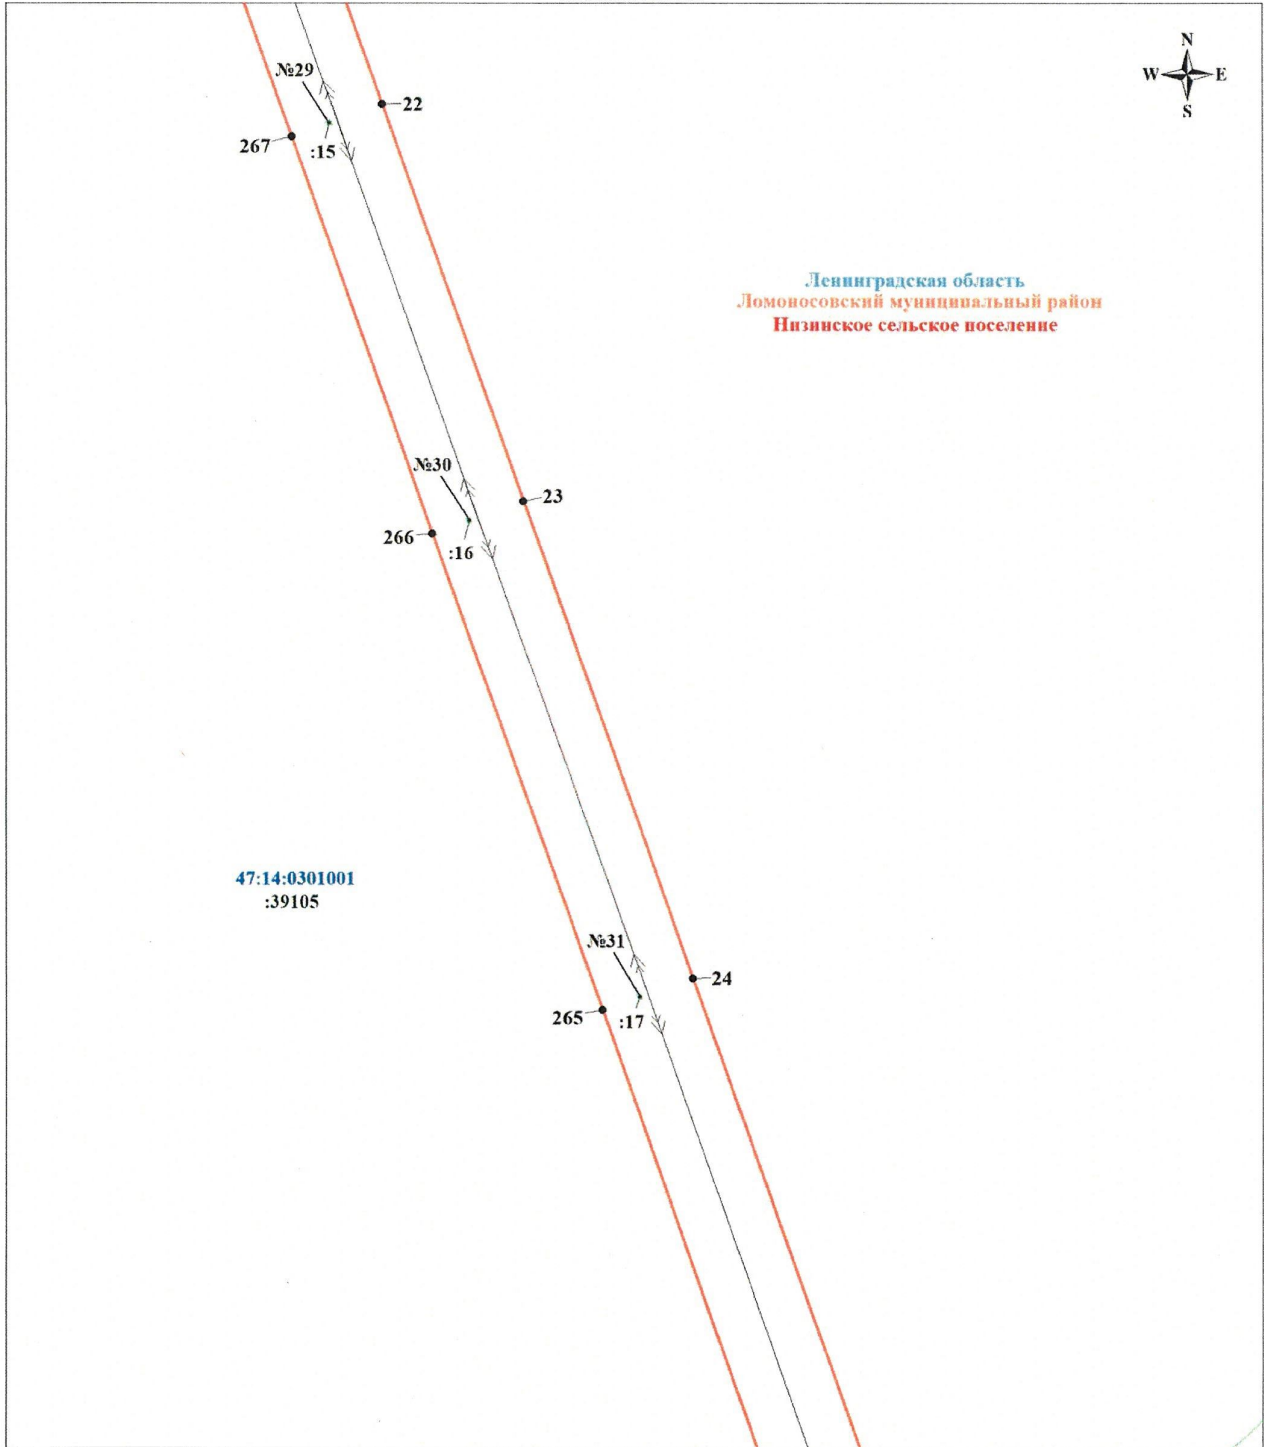 N
W E
S
№29
22
267
:15
Ленинградская область
Ломоносовский муниципальный район
Низинское сельское поселение
№30
23
266
:16
47:14:0301001
:39105
№31
24
265
:17